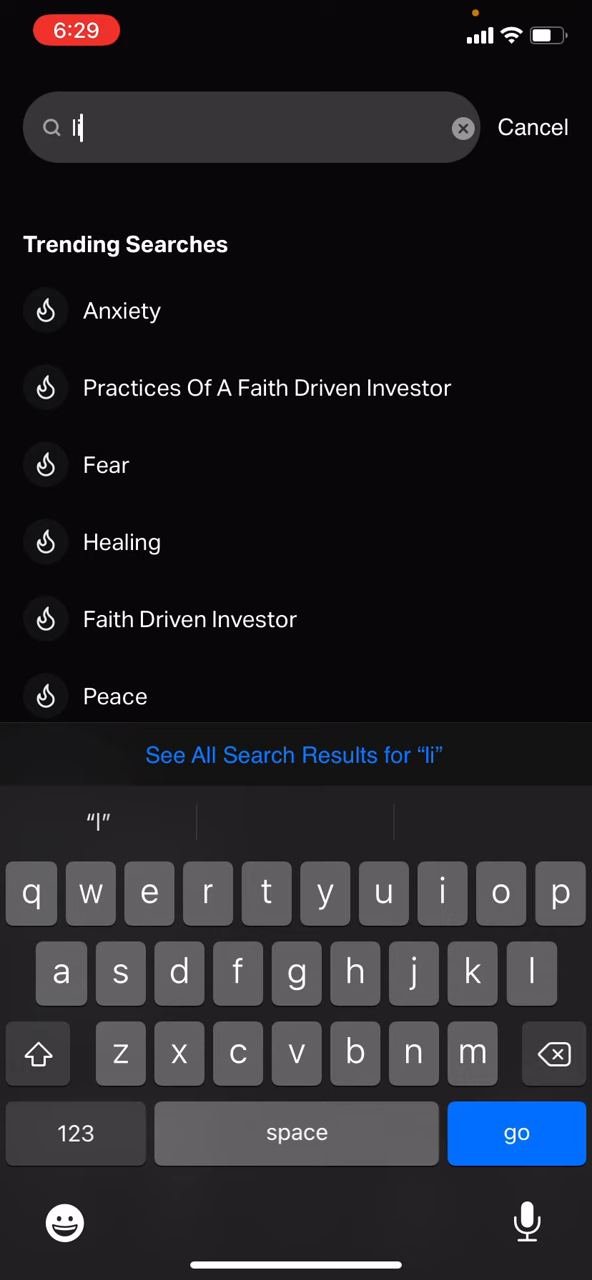 6:29
li
Cancel
Trending Searches
Anxiety
Practices Of A Faith Driven Investor
Fear
Healing
Faith Driven Investor
Peace
See All Search Results for “li”
“l”
q w e r t y u i o p
a s d f g h j k l
z x c v b n m
123 space go